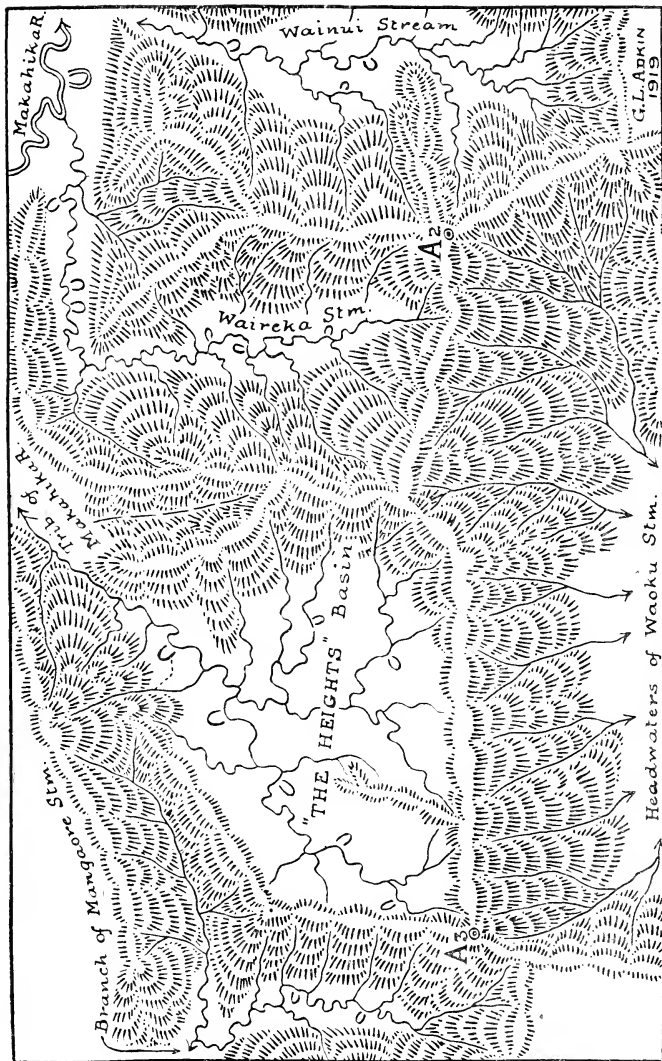 Makahika R.
Wainui Stream
G.L. ADKIN
1919
A2
Waireka Stm.
Trib of
Makahika R.
"THE HEIGHTS" Basin
Branch of Mangaore Stm.
A3
Headwaters of Waoku Stm.